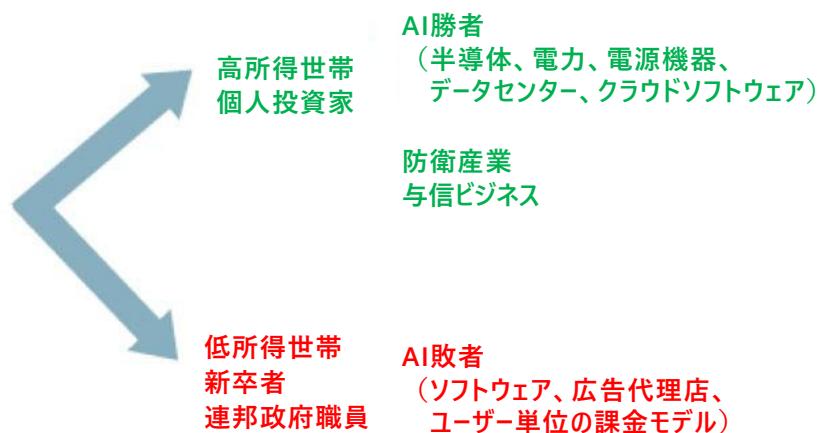 高所得世帯
個人投資家
AI勝者
（半導体、電力、電源機器、
データセンター、クラウドソフトウェア）
防衛産業
与信ビジネス
低所得世帯
新卒者
連邦政府職員
AI敗者
（ソフトウェア、広告代理店、
ユーザー単位の課金モデル）